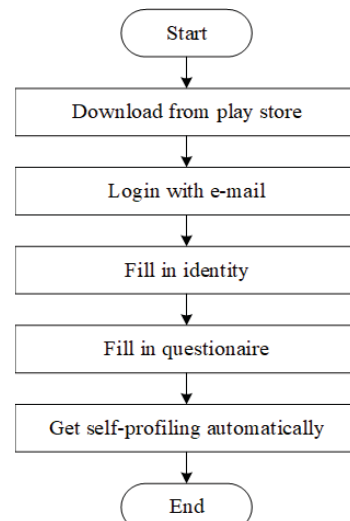 Start
Download from play store
Login with e-mail
Fill in identity
Fill in questionaire
Get self-profiling automatically
End